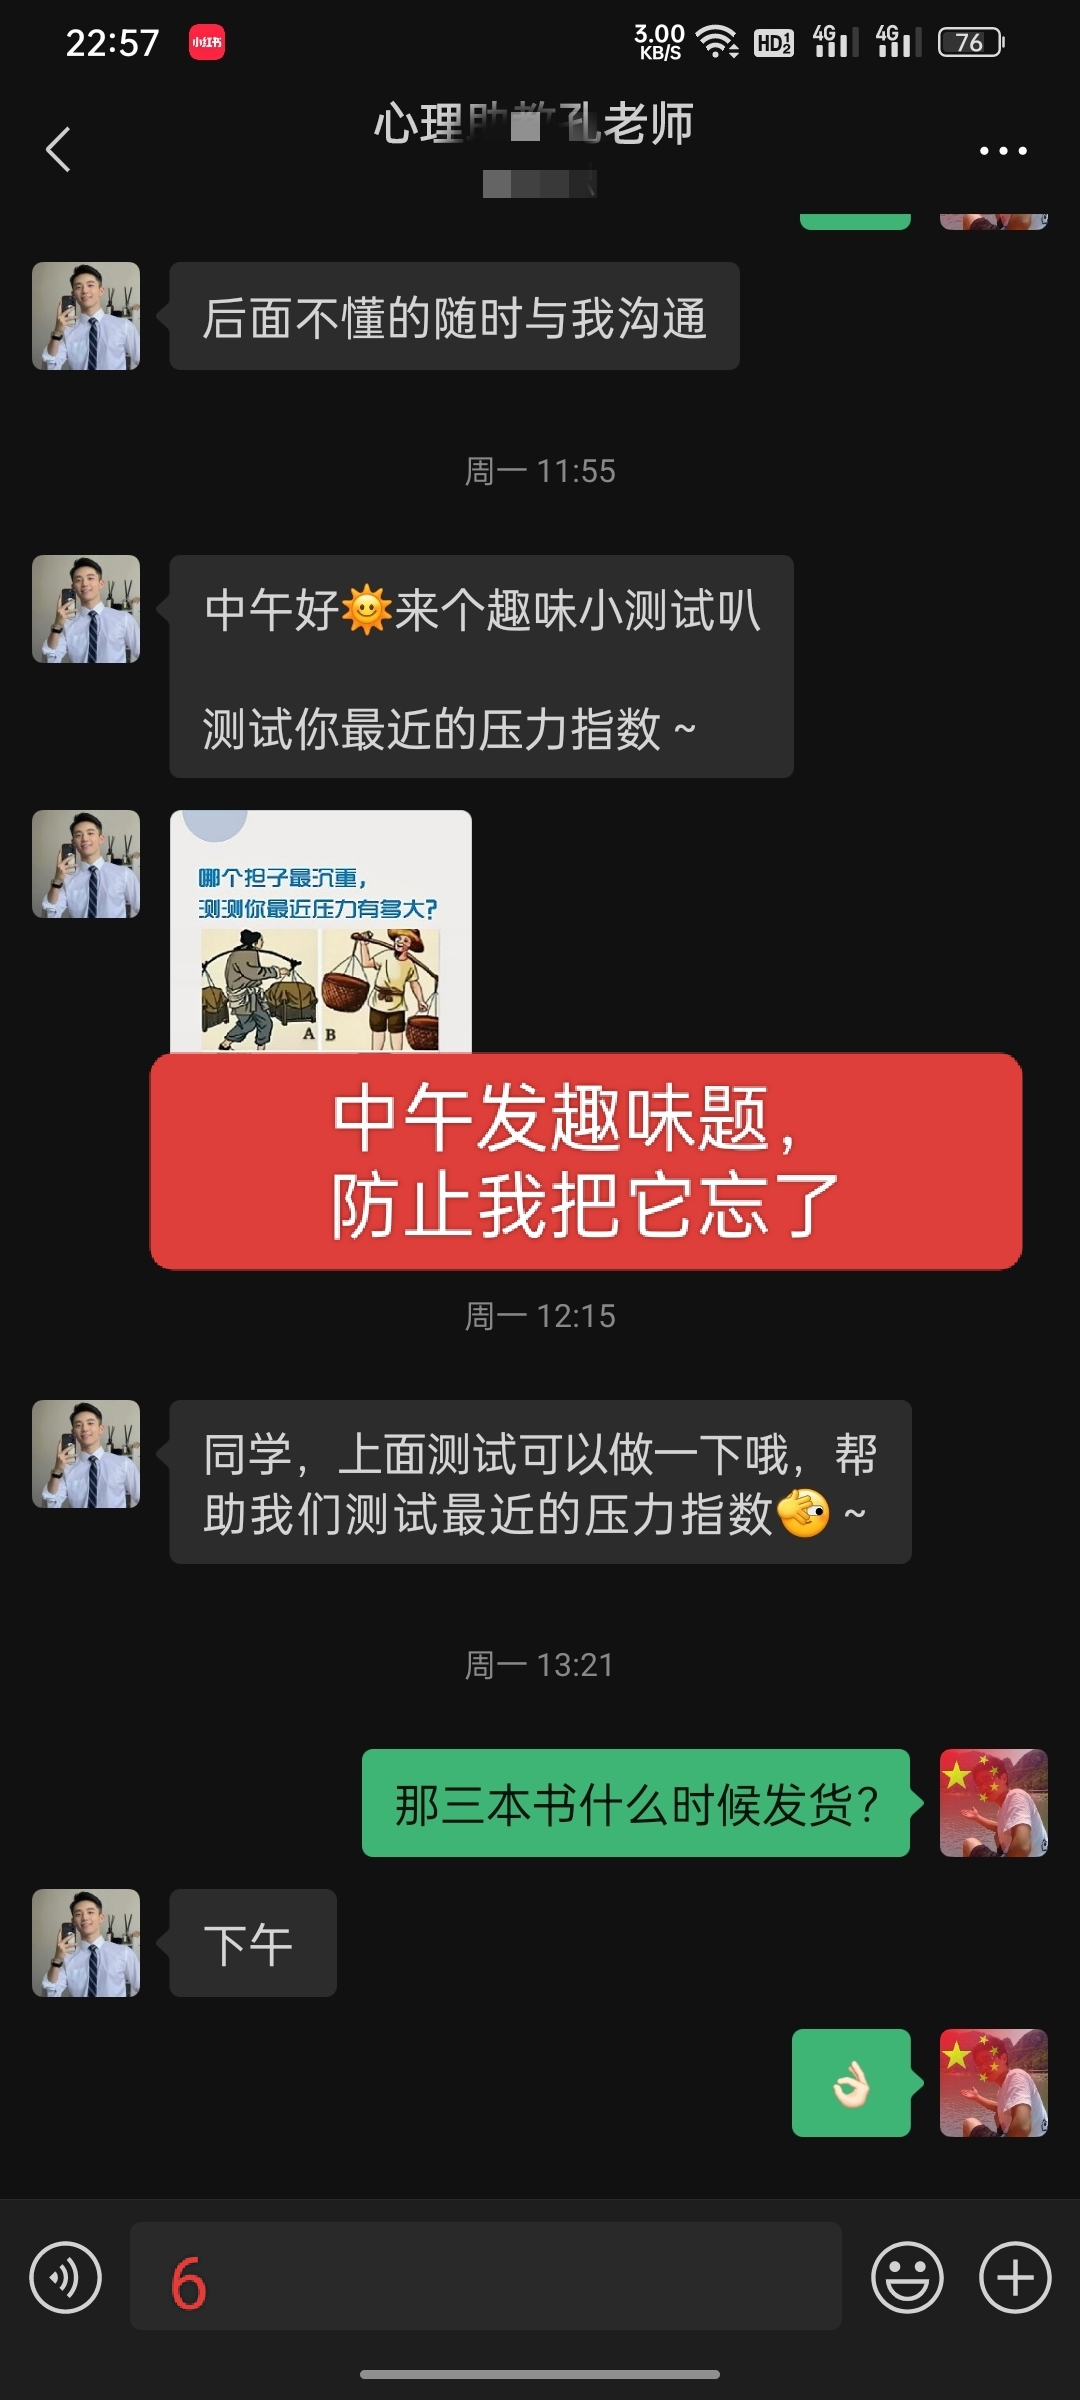 22:57
小红书
3.00
KB/S
HD 1 2
4G
4G
76
心理助教孔老师
后面不懂的随时与我沟通
周一 11:55
中午好🌞来个趣味小测试叭
测试你最近的压力指数～
哪个担子最沉重，
测测你最近压力有多大？
A B
中午发趣味题，
防止我把它忘了
周一 12:15
同学，上面测试可以做一下哦，帮
助我们测试最近的压力指数～
周一 13:21
那三本书什么时候发货？
下午
👌🏻
6